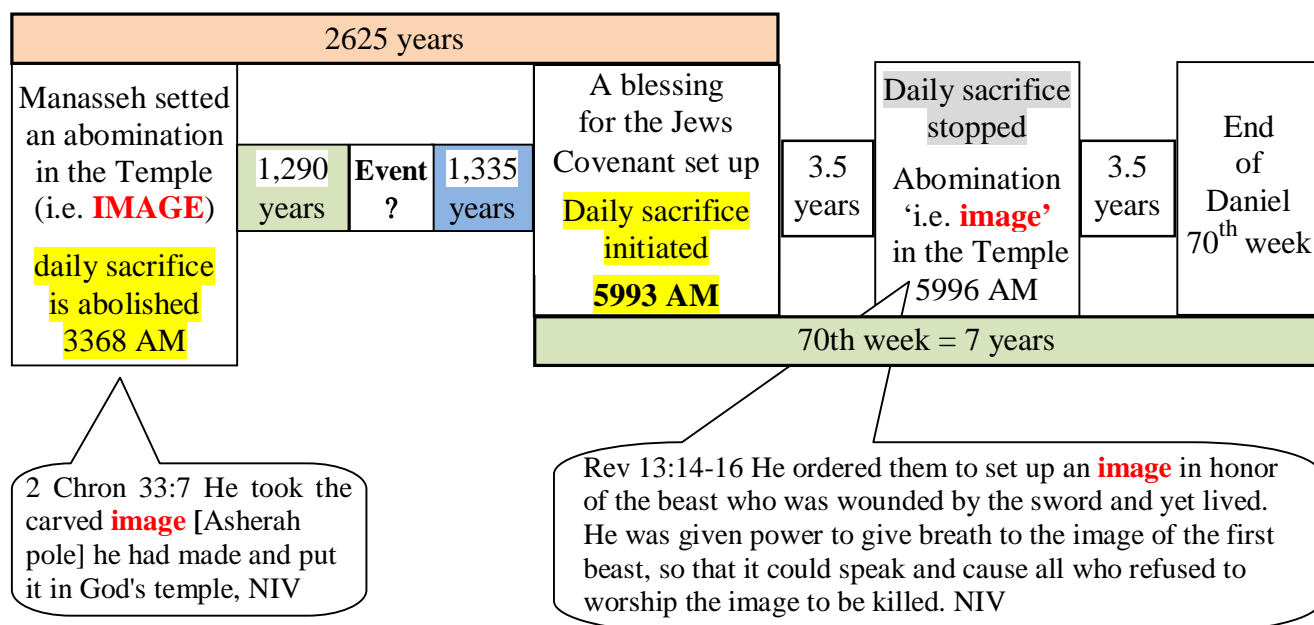 2625 years
Manasseh setted
an abomination
in the Temple
(i.e. IMAGE)
daily sacrifice
is abolished
3368 AM
1,290
years
Event
?
1,335
years
A blessing
for the Jews
Covenant set up
Daily sacrifice
initiated
5993 AM
3.5
years
Daily sacrifice
stopped
Abomination
‘i.e. image’
in the Temple
5996 AM
3.5
years
End
of
Daniel
70th week
70th week = 7 years
2 Chron 33:7 He took the
carved image [Asherah
pole] he had made and put
it in God's temple, NIV
Rev 13:14-16 He ordered them to set up an image in honor
of the beast who was wounded by the sword and yet lived.
He was given power to give breath to the image of the first
beast, so that it could speak and cause all who refused to
worship the image to be killed. NIV